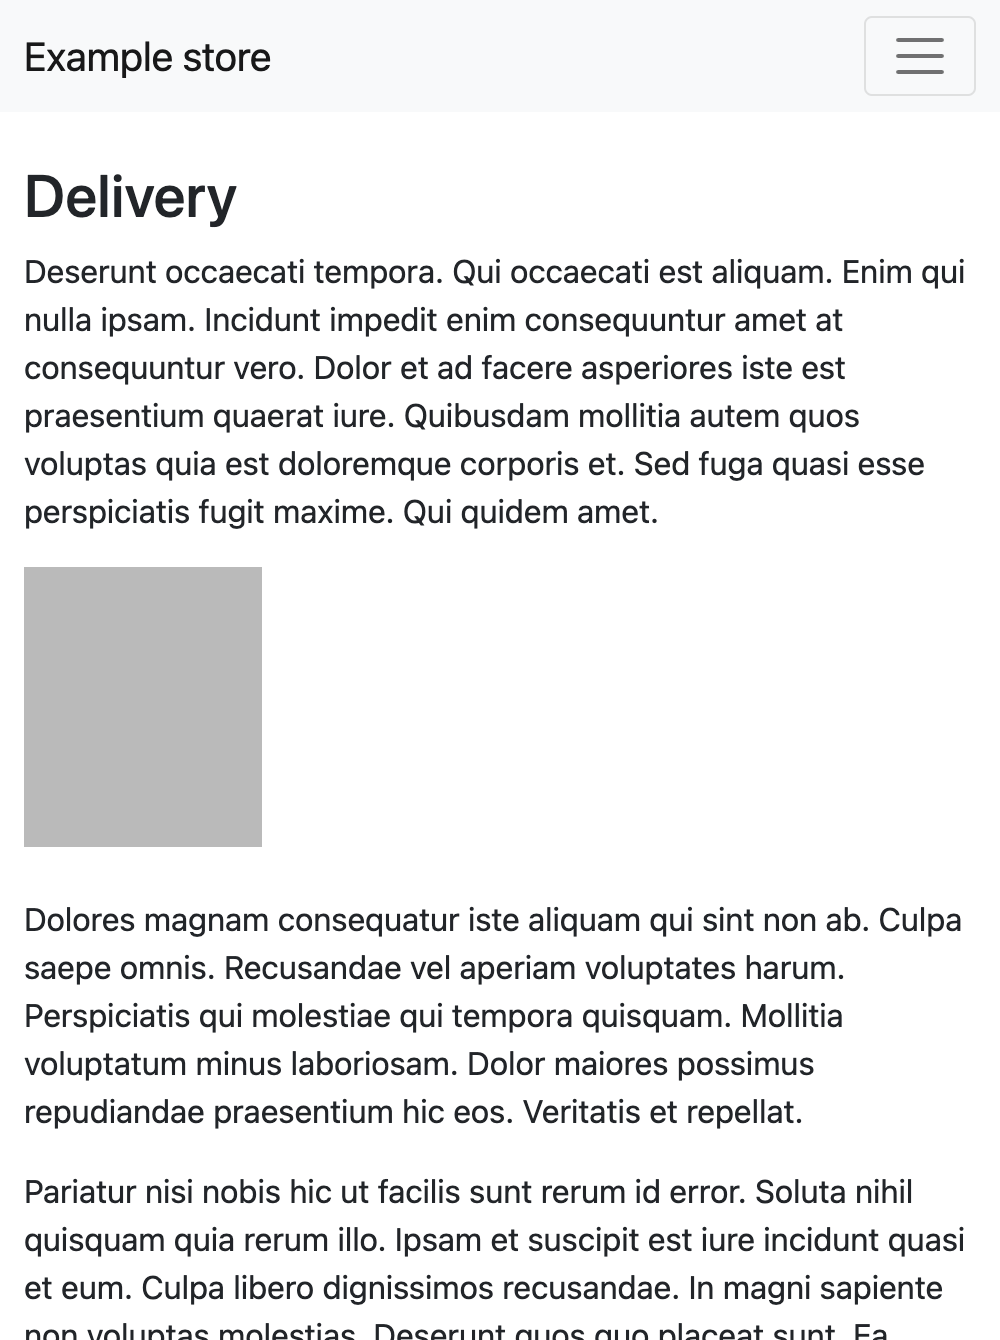 Example store
Delivery
Deserunt occaecati tempora. Qui occaecati est aliquam. Enim qui
nulla ipsam. Incidunt impedit enim consequuntur amet at
consequuntur vero. Dolor et ad facere asperiores iste est
praesentium quaerat iure. Quibusdam mollitia autem quos
voluptas quia est doloremque corporis et. Sed fuga quasi esse
perspiciatis fugit maxime. Qui quidem amet.
Dolores magnam consequatur iste aliquam qui sint non ab. Culpa
saepe omnis. Recusandae vel aperiam voluptates harum.
Perspiciatis qui molestiae qui tempora quisquam. Mollitia
voluptatum minus laboriosam. Dolor maiores possimus
repudiandae praesentium hic eos. Veritatis et repellat.
Pariatur nisi nobis hic ut facilis sunt rerum id error. Soluta nihil
quisquam quia rerum illo. Ipsam et suscipit est iure incidunt quasi
et eum. Culpa libero dignissimos recusandae. In magni sapiente
non voluptas molestias. Deserunt quos quo placeat sunt. Ea